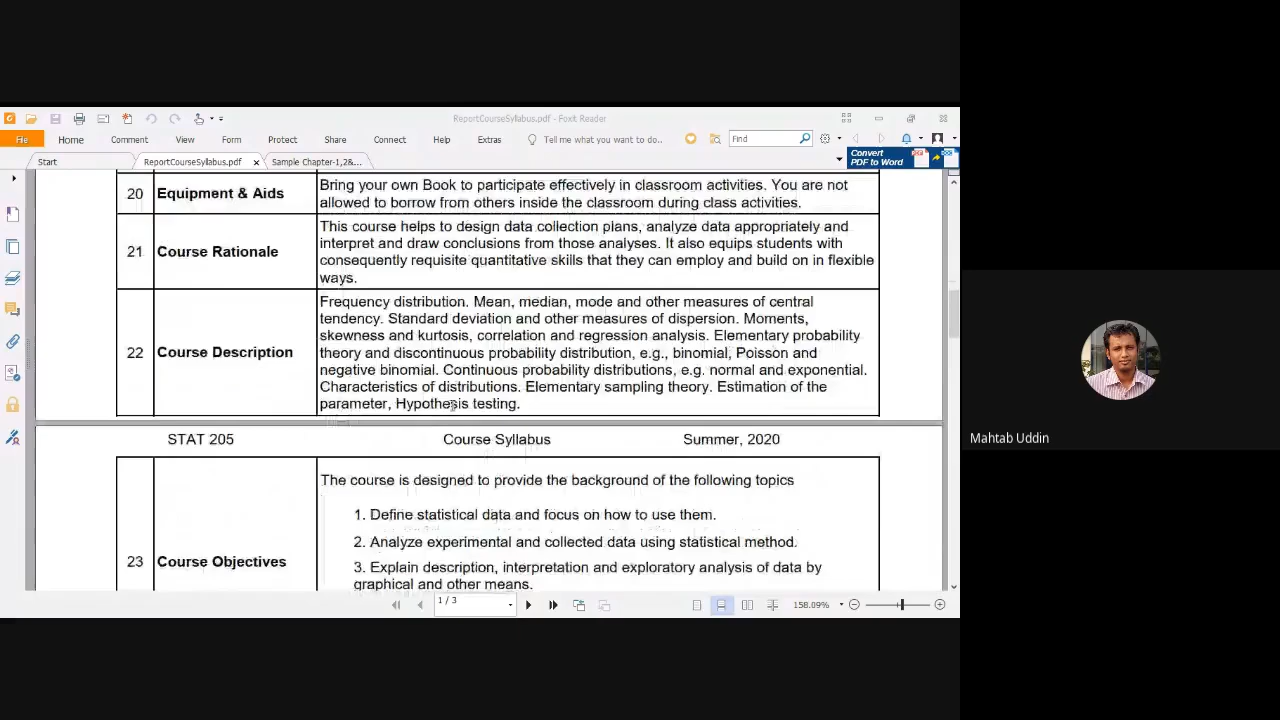 ReportCourseSyllabus.pdf - Foxit Reader
File Home Comment View Form Protect Share Connect Help Extras Tell me what you want to do.. Find
Start ReportCourseSyllabus.pdf Sample Chapter-1,2&...
Convert
PDF to Word
20 Equipment & Aids Bring your own Book to participate effectively in classroom activities. You are not
allowed to borrow from others inside the classroom during class activities.
This course helps to design data collection plans, analyze data appropriately and
21 Course Rationale interpret and draw conclusions from those analyses. It also equips students with
consequently requisite quantitative skills that they can employ and build on in flexible
ways.
Frequency distribution. Mean, median, mode and other measures of central
tendency. Standard deviation and other measures of dispersion. Moments,
skewness and kurtosis, correlation and regression analysis. Elementary probability
22 Course Description theory and discontinuous probability distribution, e.g., binomial, Poisson and
negative binomial. Continuous probability distributions, e.g. normal and exponential.
Characteristics of distributions. Elementary sampling theory. Estimation of the
parameter, Hypothesis testing.
STAT 205 Course Syllabus Summer, 2020
The course is designed to provide the background of the following topics
1. Define statistical data and focus on how to use them.
2. Analyze experimental and collected data using statistical method.
23 Course Objectives
3. Explain description, interpretation and exploratory analysis of data by
graphical and other means.
1 / 3 158.09%
Mahtab Uddin